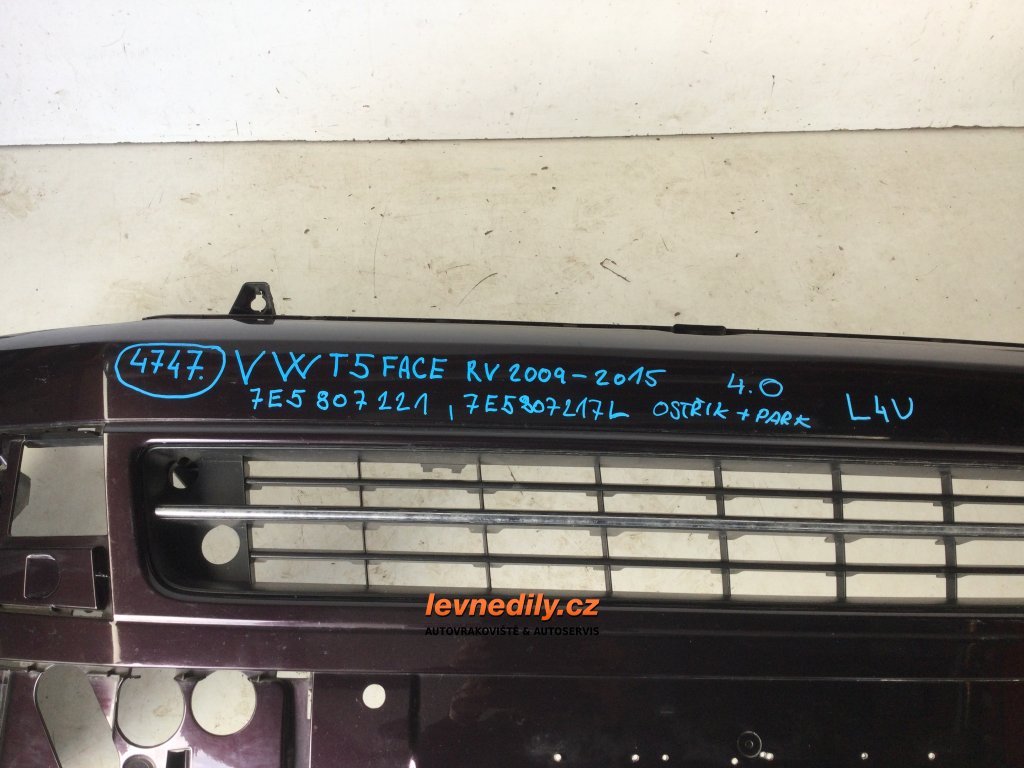 4747. VW T5 FACE RV 2009-2015 4.0
7E5 807 221, 7E5807217L OSTŘIK + PARK L4U
levnedily.cz
AUTOVRAKOVIŠTĚ & AUTOSERVIS